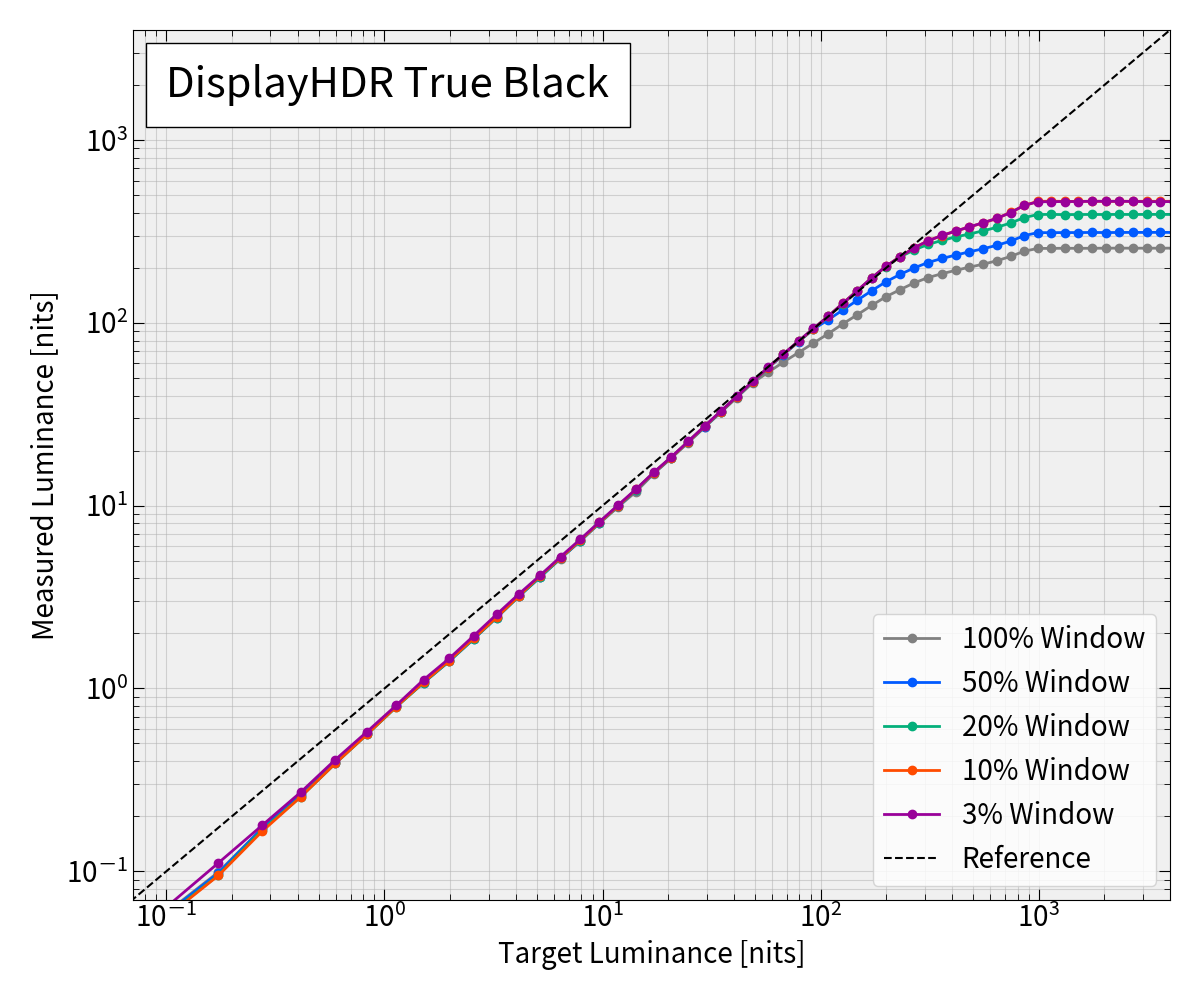 DisplayHDR True Black
Measured Luminance [nits]
10³
10²
10¹
10⁰
10⁻¹
100% Window
50% Window
20% Window
10% Window
3% Window
Reference
10⁻¹ 10⁰ 10¹ 10² 10³
Target Luminance [nits]